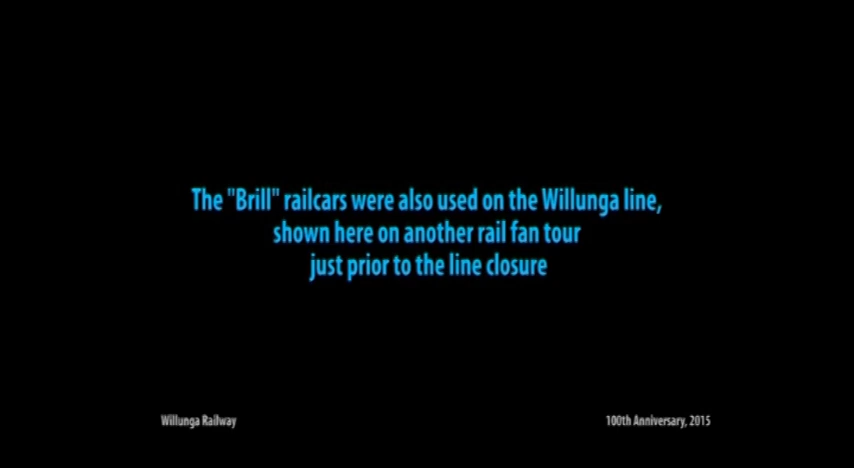 The "Brill" railcars were also used on the Willunga line,
shown here on another rail fan tour
just prior to the line closure
Willunga Railway
100th Anniversary, 2015